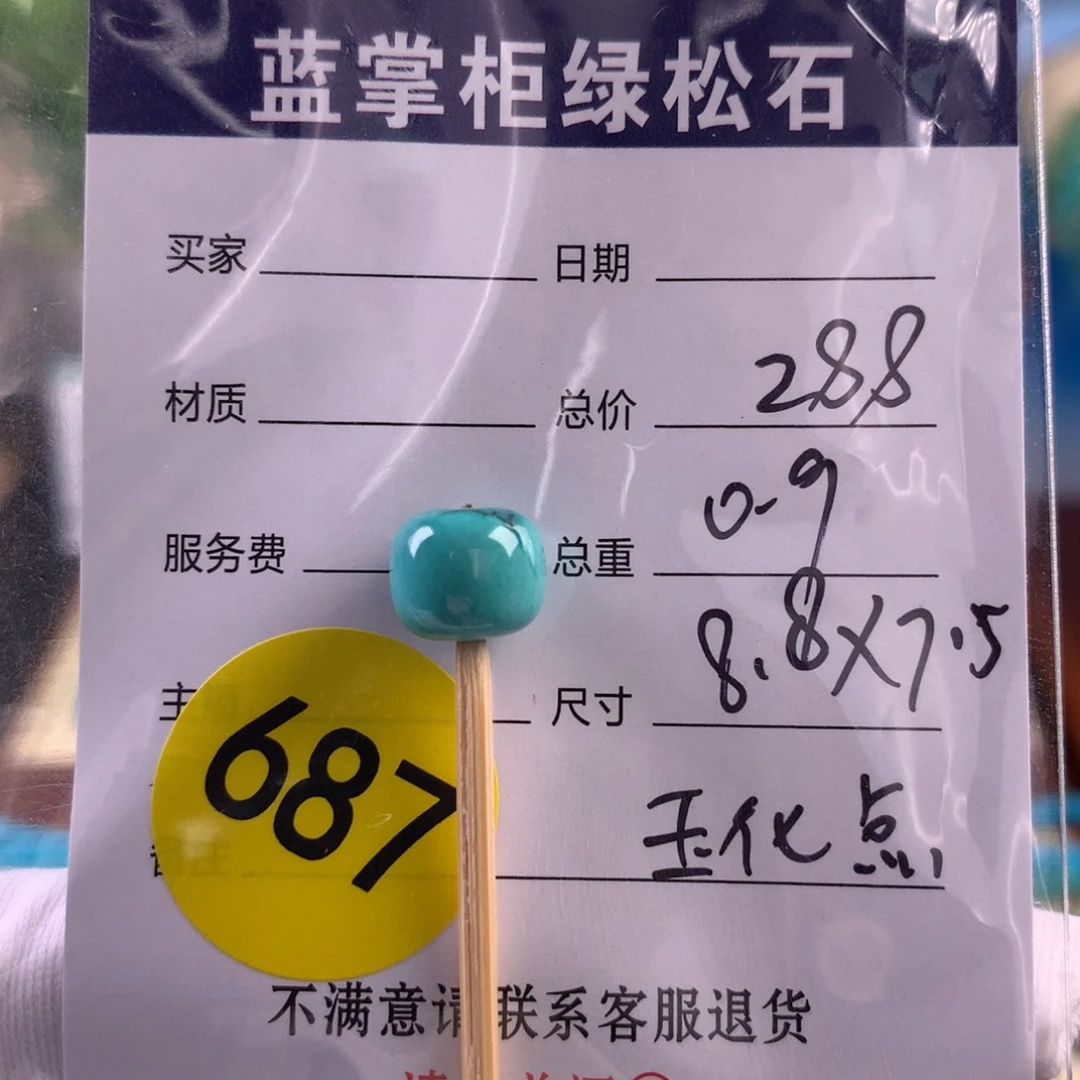 蓝掌柜绿松石
买家 日期
材质 总价 288
服务费 总重 0.9
主 尺寸 8.8X7.5
687
玉化点
不满意请联系客服退货